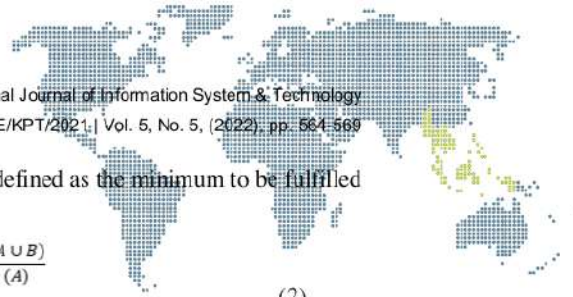 al Journal of Information System & Technology
E/KPT/2021 | Vol. 5, No. 5, (2022), pp. 564-569
defined as the minimum to be fulfilled
∪ B)
(A)
(2)